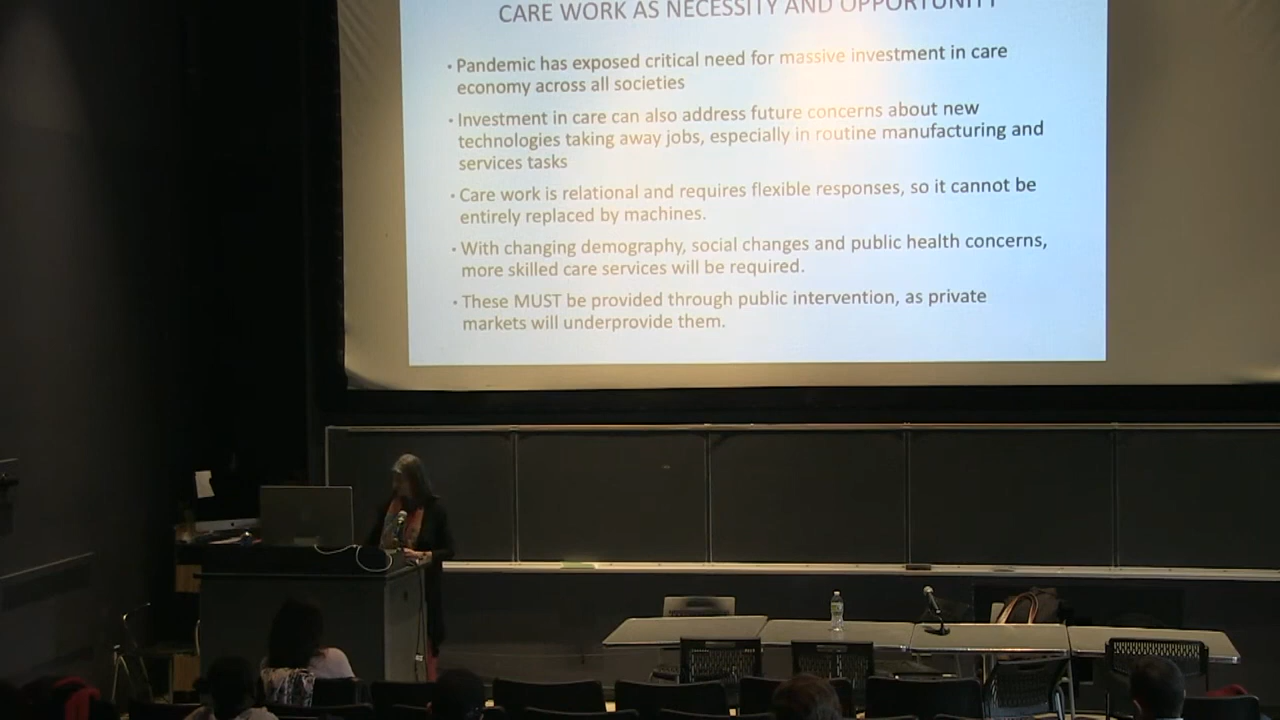 CARE WORK AS NECESSITY AND OPPORTUNITY
• Pandemic has exposed critical need for massive investment in care
economy across all societies
• Investment in care can also address future concerns about new
technologies taking away jobs, especially in routine manufacturing and
services tasks
• Care work is relational and requires flexible responses, so it cannot be
entirely replaced by machines.
• With changing demography, social changes and public health concerns,
more skilled care services will be required.
• These MUST be provided through public intervention, as private
markets will underprovide them.